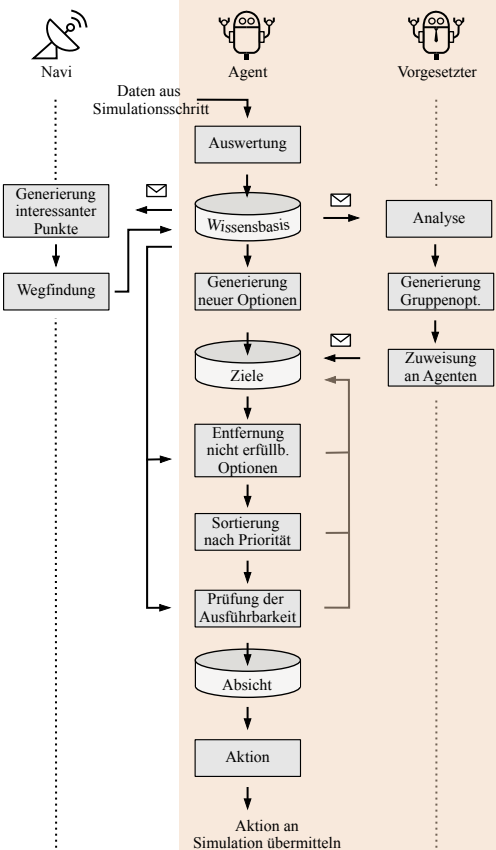 Navi
Agent
Vorgesetzter
Daten aus
Simulationsschritt
Auswertung
Generierung
interessanter
Punkte
Wissensbasis
Analyse
Wegfindung
Generierung
neuer Optionen
Generierung
Gruppenopt.
Ziele
Zuweisung
an Agenten
Entfernung
nicht erfüllb.
Optionen
Sortierung
nach Priorität
Prüfung der
Ausführbarkeit
Absicht
Aktion
Aktion an
Simulation übermitteln